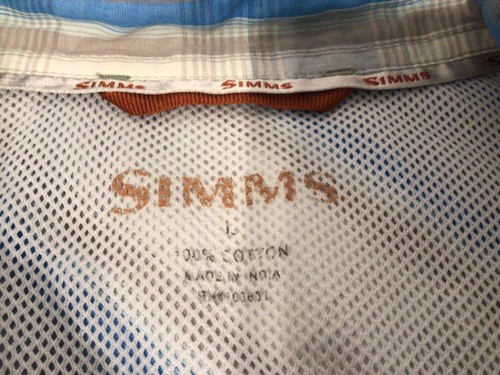 SIMMS SIMMS SIMMS
SIMMS
L
100% COTTON
MADE IN INDIA